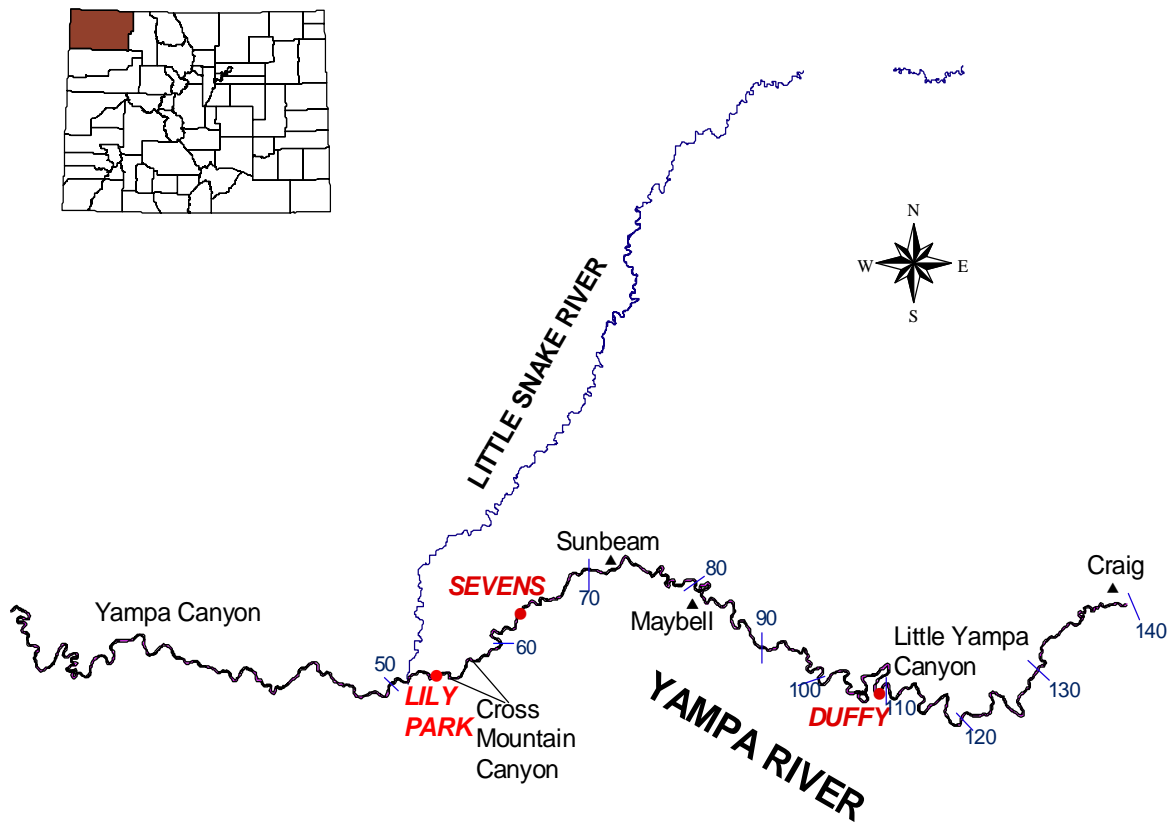 N
W
E
S
LITTLE SNAKE RIVER
Sunbeam
80
Craig
SEVENS
70
Yampa Canyon
Maybell
140
90
Little Yampa
Canyon
60
50
130
LILY
PARK
100
110
Cross
Mountain
Canyon
DUFFY
120
YAMPA RIVER